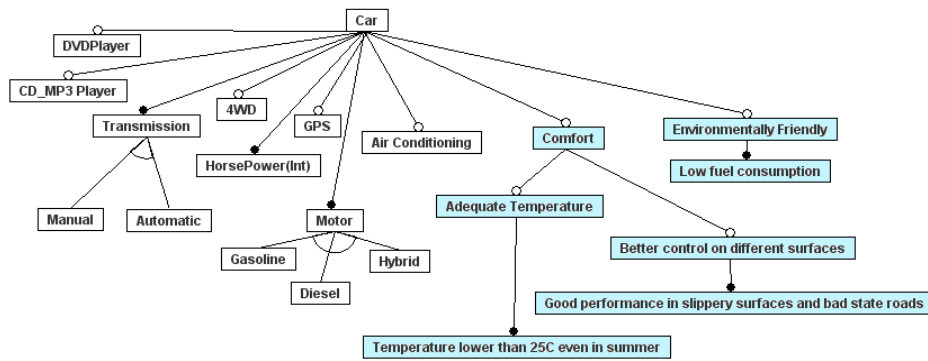 Car
DVDPlayer
CD_MP3 Player
4WD
GPS
Transmission
HorsePower(Int)
Air Conditioning
Comfort
Environmentally Friendly
Low fuel consumption
Manual
Automatic
Motor
Adequate Temperature
Gasoline
Hybrid
Diesel
Better control on different surfaces
Good performance in slippery surfaces and bad state roads
Temperature lower than 25C even in summer